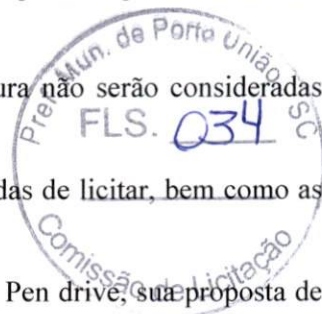 Pref. Mun. de Porto União, SC
ura não serão consideradas
FLS. 034
das de licitar, bem como as
Comissão de Licitação
Pen drive, sua proposta de